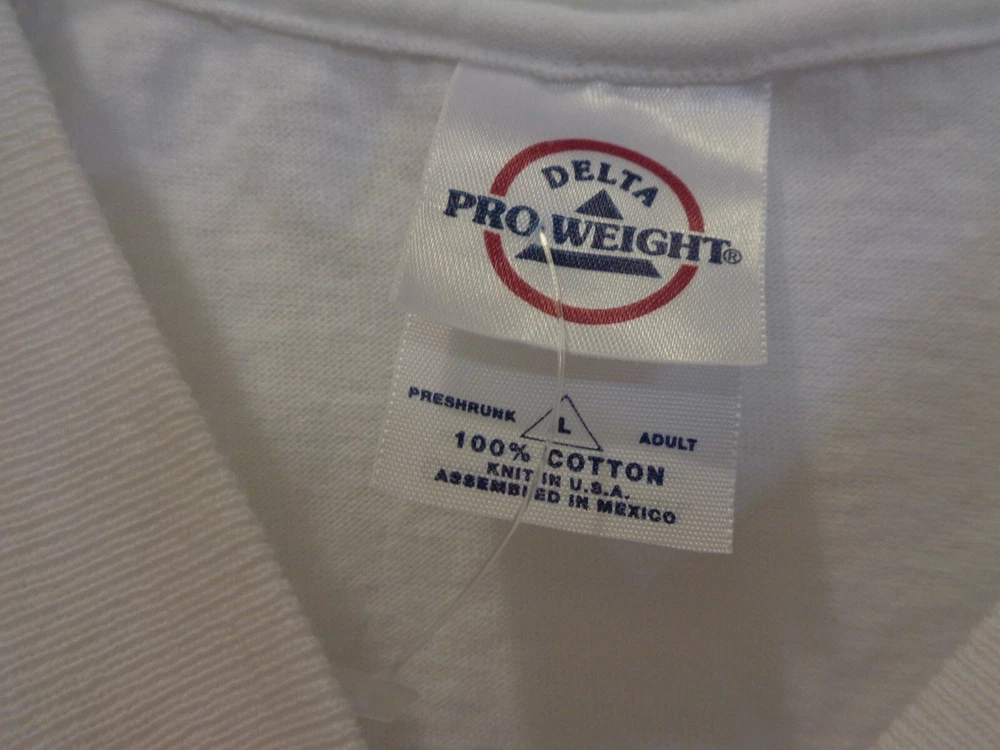 DELTA
PRO WEIGHT®
PRESHRUNK L ADULT
100% COTTON
KNIT IN U.S.A.
ASSEMBLED IN MEXICO